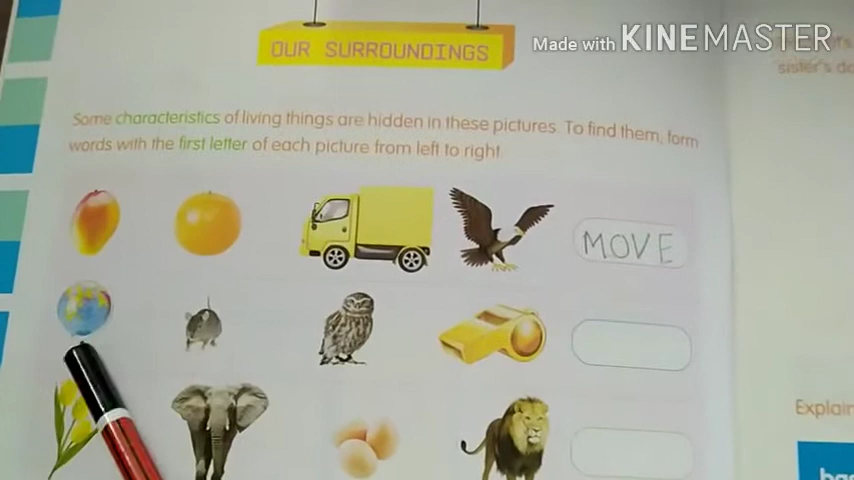 Made with KINEMASTER
OUR SURROUNDINGS
sister's
Some characteristics of living things are hidden in these pictures. To find them, form
words with the first letter of each picture from left to right.
MOVE
Explain